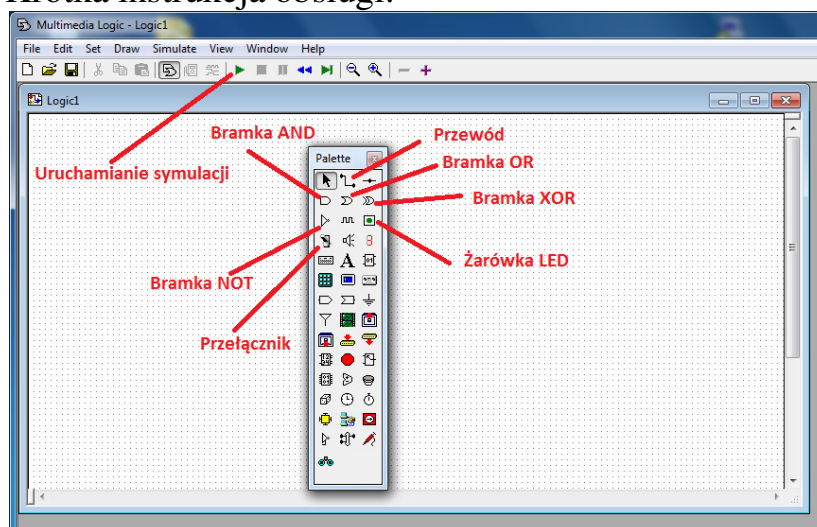 Krótka instrukcja obsługi:
Multimedia Logic - Logic1
File Edit Set Draw Simulate View Window Help
Logic1
Bramka AND
Przewód
Palette
Bramka OR
Uruchamianie symulacji
Bramka XOR
Żarówka LED
Bramka NOT
Przełącznik